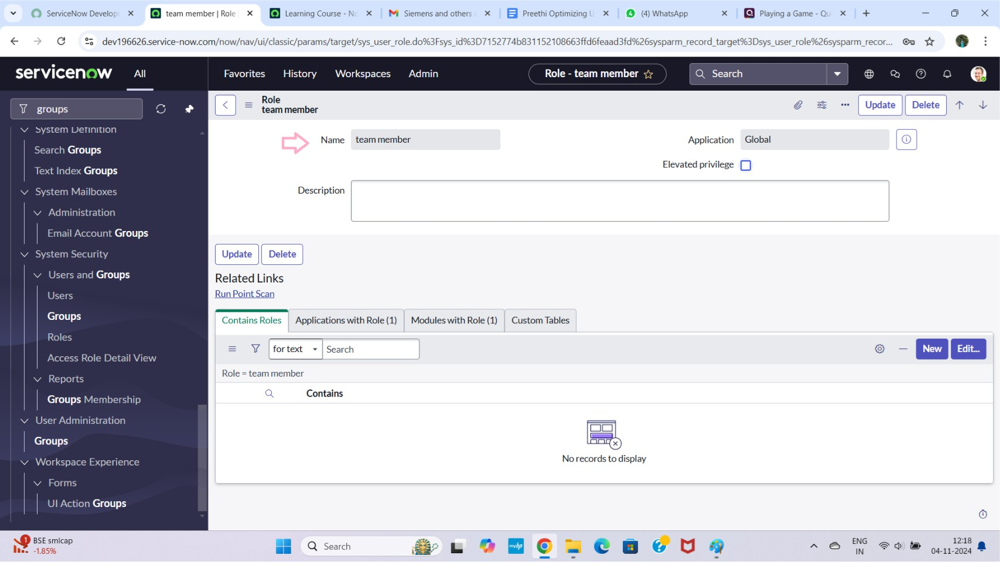 ServiceNow Develop
team member | Role
Learning Course - No
Siemens and others
Preethi Optimizing U
(4) WhatsApp
Playing a Game - Qu
dev196626.service-now.com/now/nav/ui/classic/params/target/sys_user_role.do%3Fsys_id%3D7152774b831152108663ffd6feaad3fd%26sysparm_record_target%3Dsys_user_role%26sysparm_recor...
servicenow
All
Favorites
History
Workspaces
Admin
Role - team member
Search
groups
System Definition
Search Groups
Text Index Groups
System Mailboxes
Administration
Email Account Groups
System Security
Users and Groups
Users
Groups
Roles
Access Role Detail View
Reports
Groups Membership
User Administration
Groups
Workspace Experience
Forms
UI Action Groups
Role
team member
Update
Delete
Name
team member
Application
Global
Elevated privilege
Description
Update
Delete
Related Links
Run Point Scan
Contains Roles
Applications with Role (1)
Modules with Role (1)
Custom Tables
for text
Search
New
Edit...
Role = team member
Contains
No records to display
1
BSE smlcap
-1.85%
Search
myhp
ENG
IN
12:18
04-11-2024